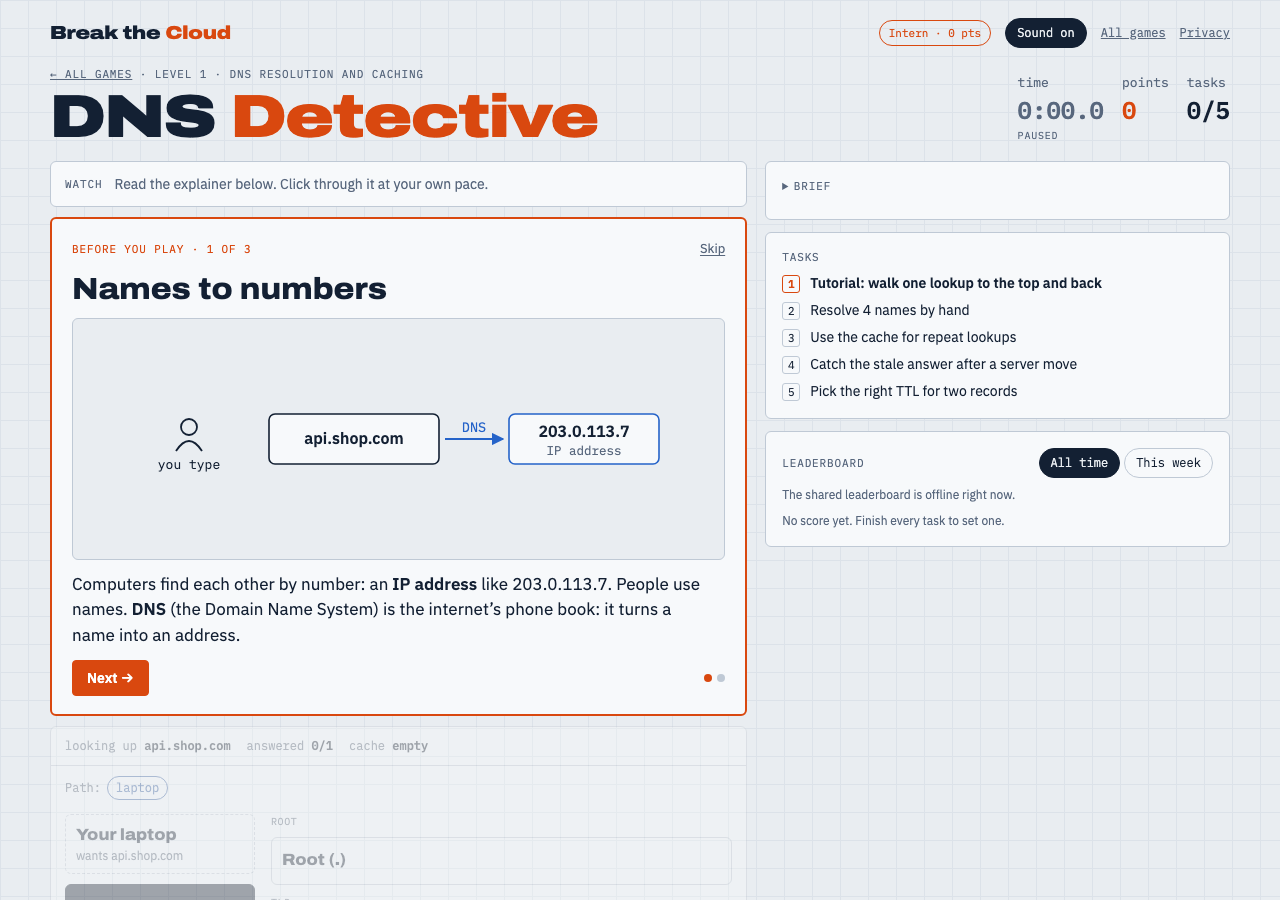 Break the Cloud
Intern · 0 pts
Sound on
All games
Privacy
← ALL GAMES · LEVEL 1 · DNS RESOLUTION AND CACHING
DNS Detective
time
0:00.0
PAUSED
points
0
tasks
0/5
WATCH Read the explainer below. Click through it at your own pace.
BEFORE YOU PLAY · 1 OF 3
Skip
Names to numbers
you type
api.shop.com
DNS
203.0.113.7
IP address
Computers find each other by number: an IP address like 203.0.113.7. People use
names. DNS (the Domain Name System) is the internet’s phone book: it turns a
name into an address.
Next →
looking up api.shop.com answered 0/1 cache empty
Path: laptop
Your laptop
wants api.shop.com
ROOT
Root (.)
▸ BRIEF
TASKS
1 Tutorial: walk one lookup to the top and back
2 Resolve 4 names by hand
3 Use the cache for repeat lookups
4 Catch the stale answer after a server move
5 Pick the right TTL for two records
LEADERBOARD
All time
This week
The shared leaderboard is offline right now.
No score yet. Finish every task to set one.